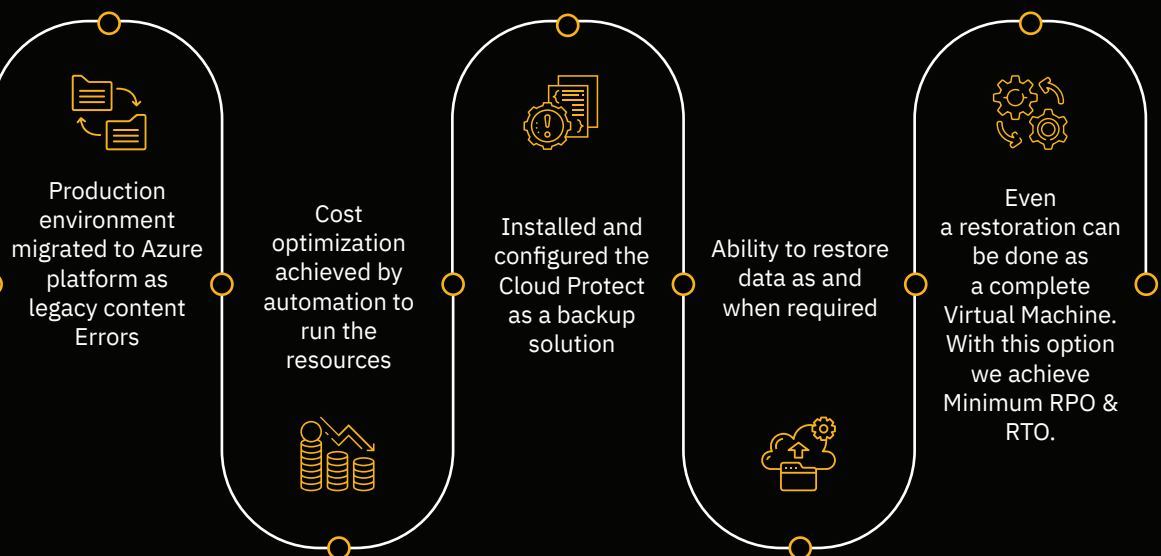 Production
environment
migrated to Azure
platform as
legacy content
Errors
Cost
optimization
achieved by
automation to
run the
resources
Installed and
configured the
Cloud Protect
as a backup
solution
Ability to restore
data as and
when required
Even
a restoration can
be done as
a complete
Virtual Machine.
With this option
we achieve
Minimum RPO &
RTO.